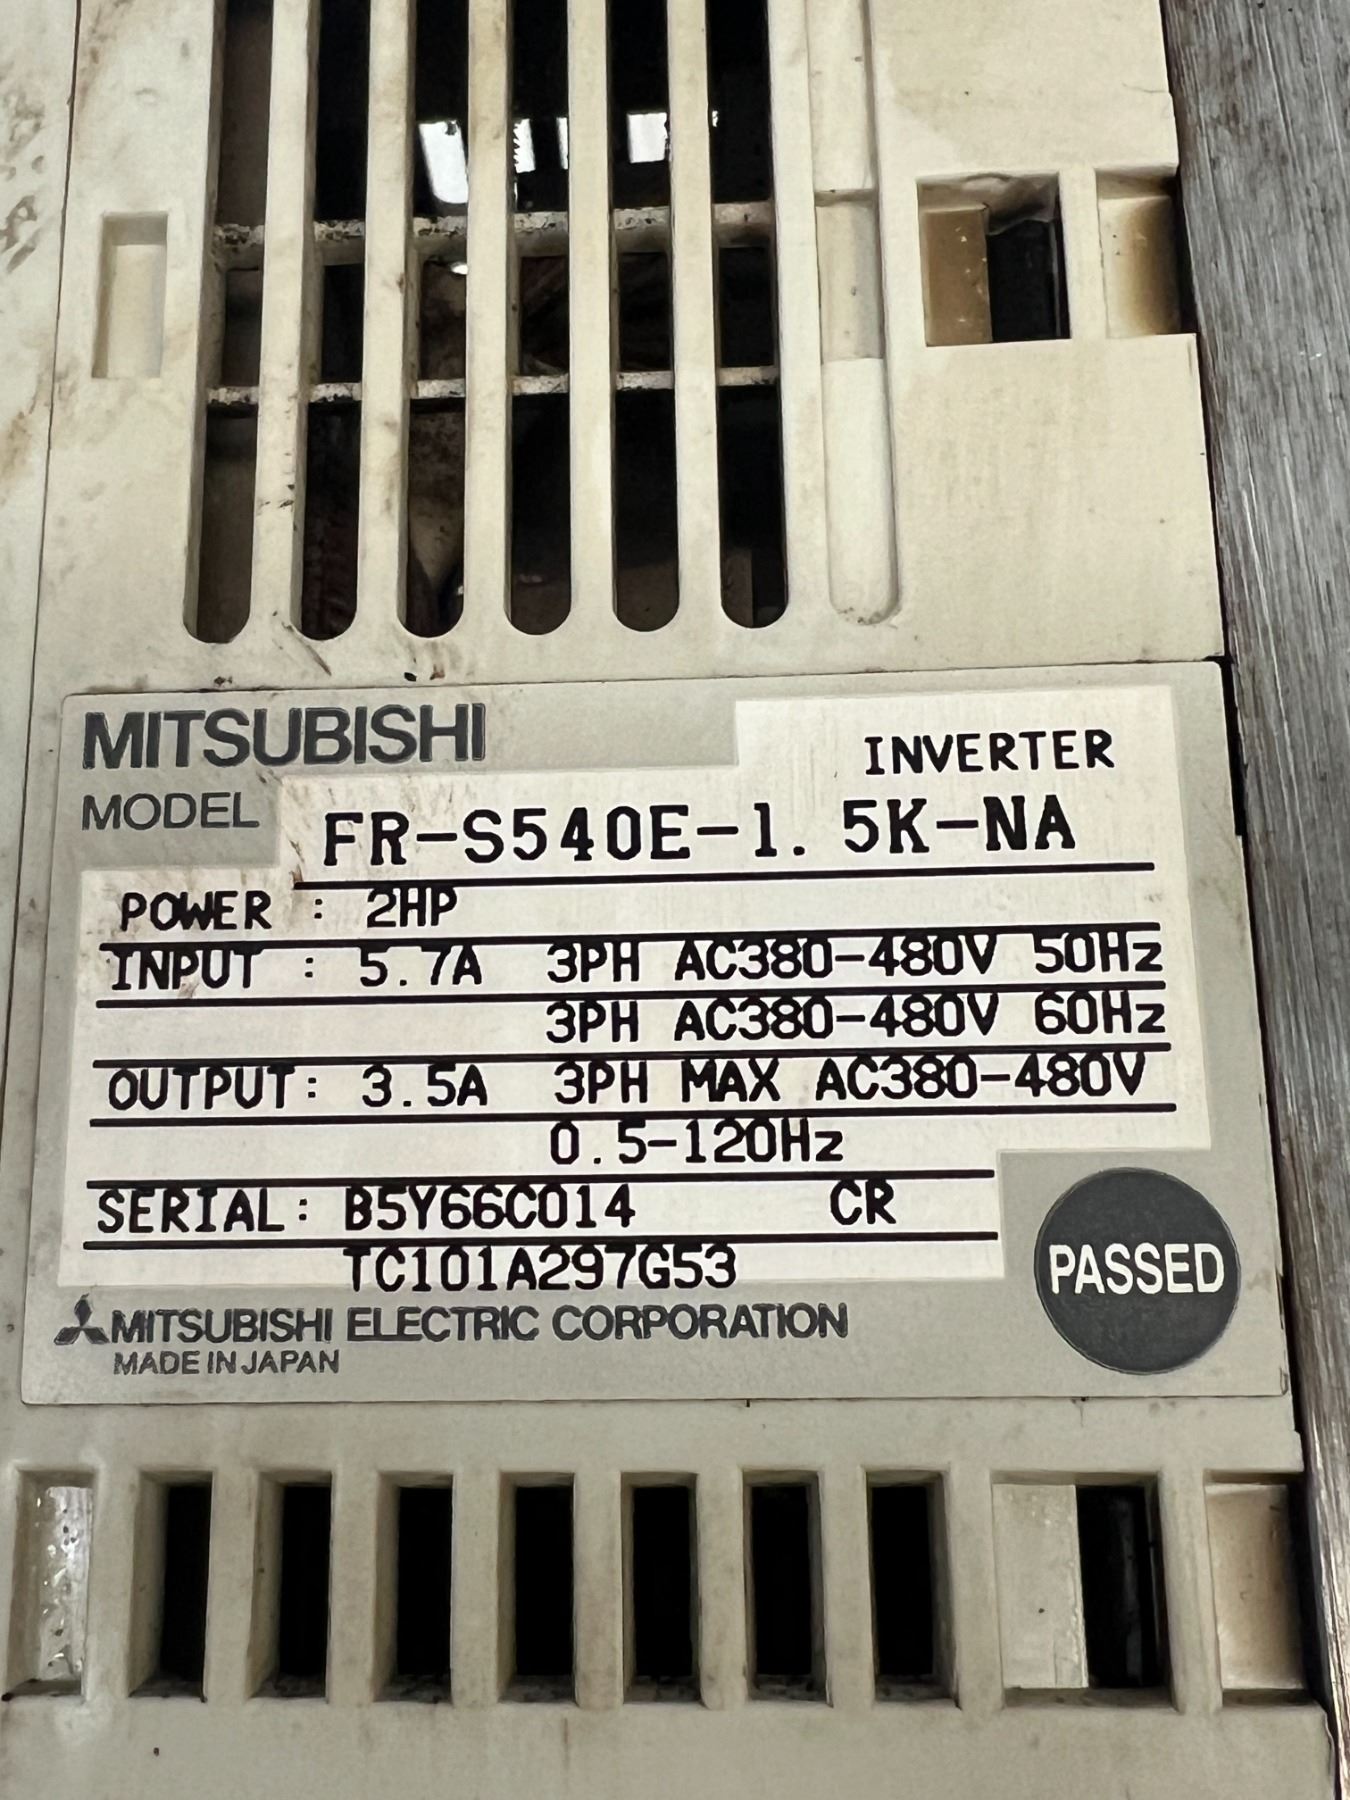 MITSUBISHI
INVERTER
MODEL FR-S540E-1.5K-NA
POWER : 2HP
INPUT : 5.7A 3PH AC380-480V 50Hz
3PH AC380-480V 60Hz
OUTPUT: 3.5A 3PH MAX AC380-480V
0.5-120Hz
SERIAL: B5Y66C014 CR
TC101A297G53
PASSED
MITSUBISHI ELECTRIC CORPORATION
MADE IN JAPAN